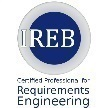 IREB
Certified Professional for
Requirements
Engineering